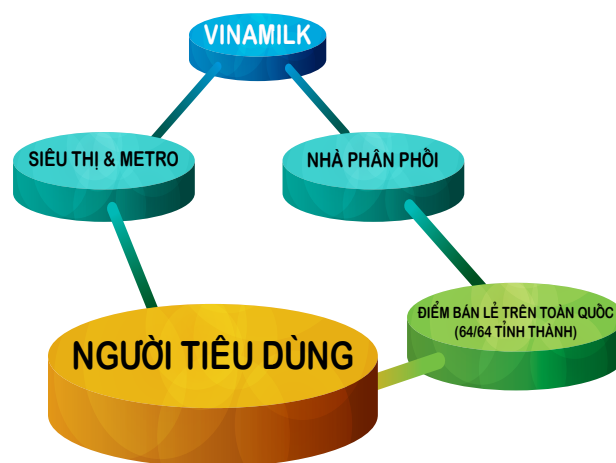 VINAMILK
SIÊU THỊ & METRO
NHÀ PHÂN PHỒI
ĐIỂM BÁN LẺ TRÊN TOÀN QUỐC
(64/64 TỈNH THÀNH)
NGƯỜI TIÊU DÙNG